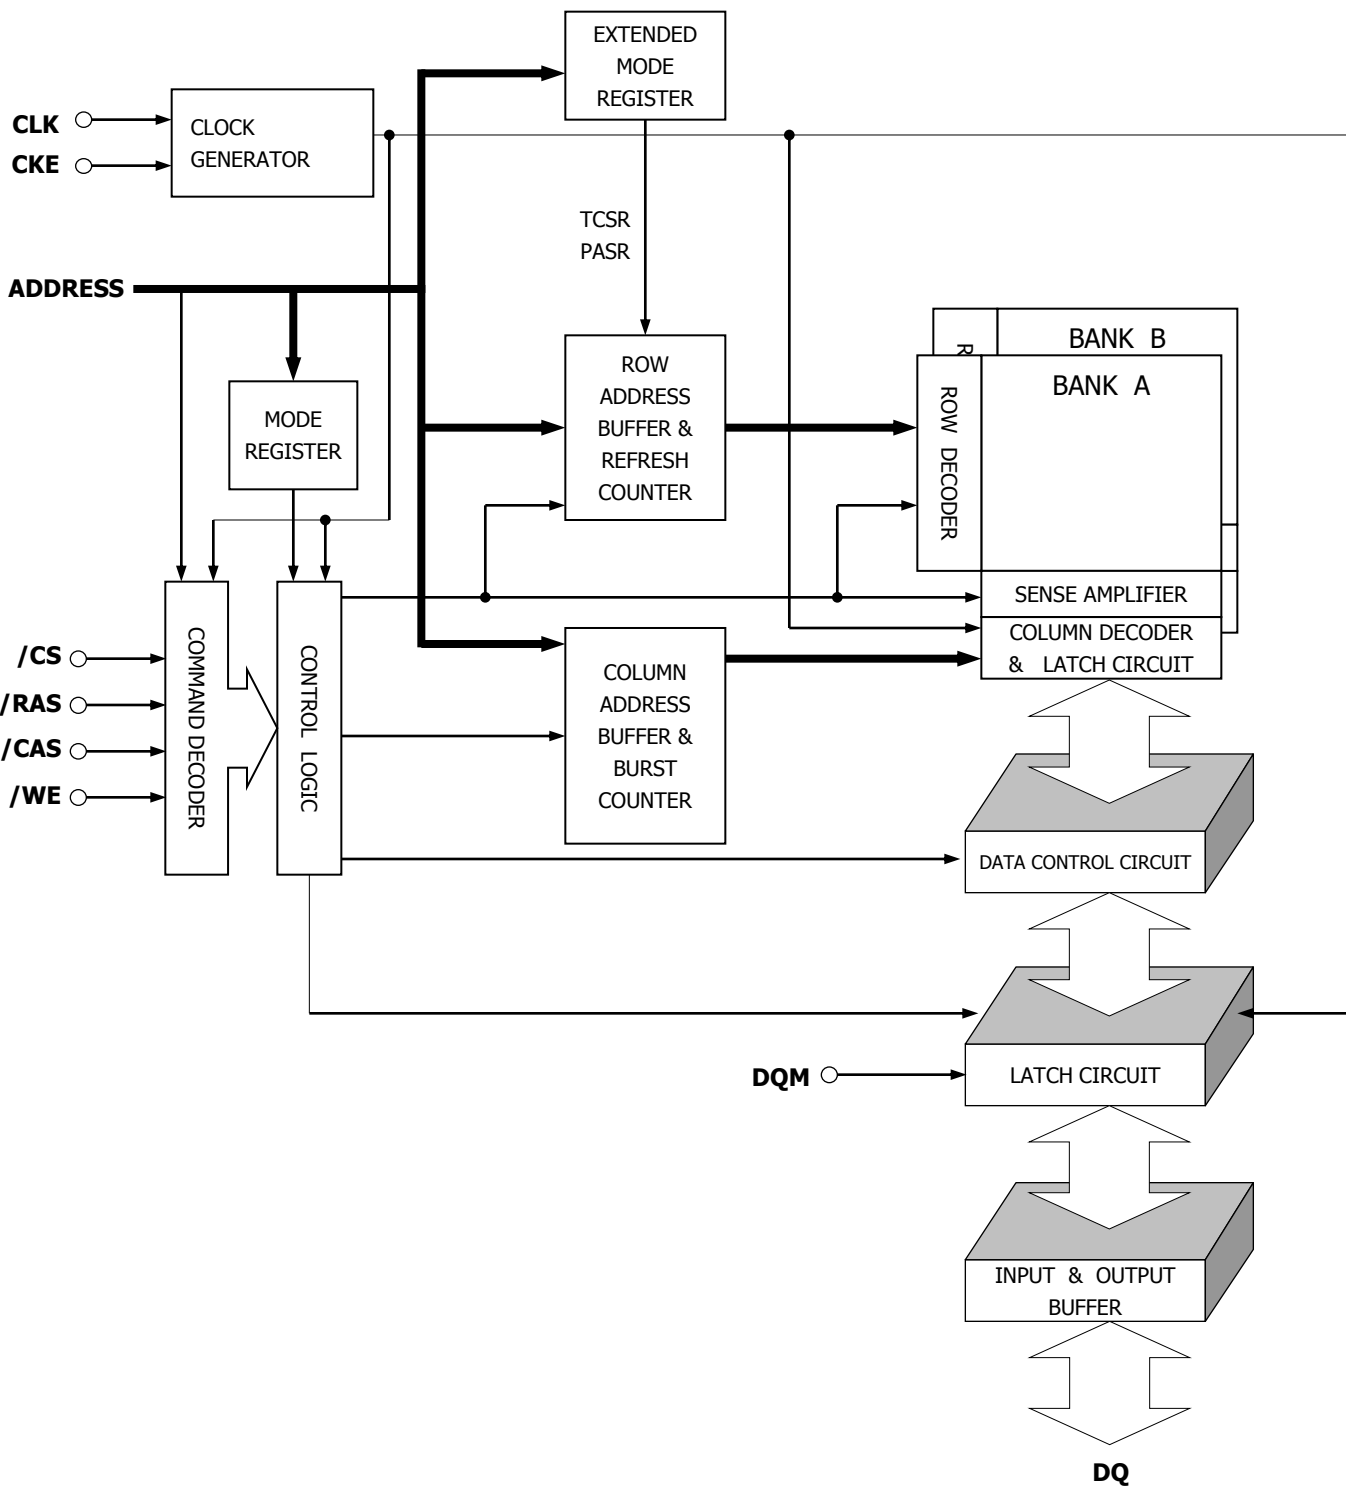 EXTENDED
MODE
REGISTER
CLK
CKE
CLOCK
GENERATOR
TCSR
PASR
ADDRESS
MODE
REGISTER
ROW
ADDRESS
BUFFER &
REFRESH
COUNTER
R
BANK B
BANK A
ROW DECODER
SENSE AMPLIFIER
COLUMN DECODER
& LATCH CIRCUIT
/CS
/RAS
/CAS
/WE
COMMAND DECODER
CONTROL LOGIC
COLUMN
ADDRESS
BUFFER &
BURST
COUNTER
DATA CONTROL CIRCUIT
DQM
LATCH CIRCUIT
INPUT & OUTPUT
BUFFER
DQ